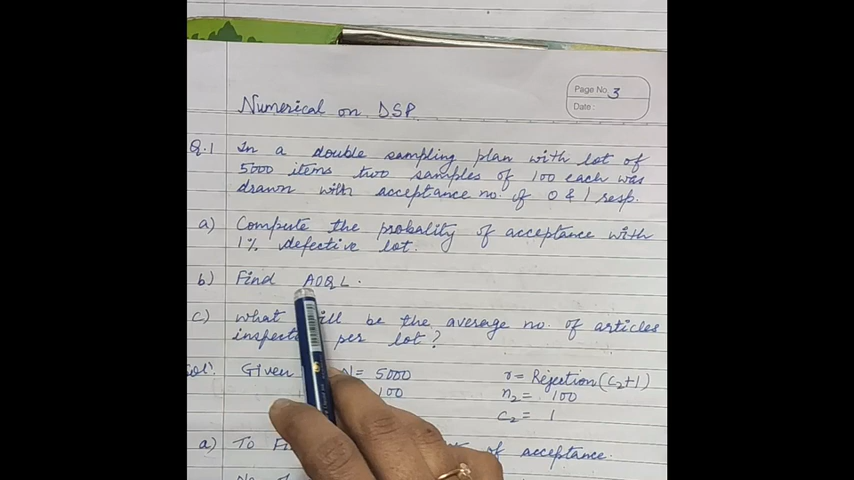 Page No. 3
Date:
Numerical on DSP
Q.1 In a double sampling plan with lot of
5000 items two samples of 100 each was
drawn with acceptance no. of 0 & 1 resp.
a) Compute the probality of acceptance with
1% defective lot.
b) Find AOQL.
c) What will be the average no. of articles
inspecte per lot?
Solⁿ. Given N = 5000 r = Rejection (c₂+1)
100 n₂ = 100
c₂ = 1
a) To of acceptance.